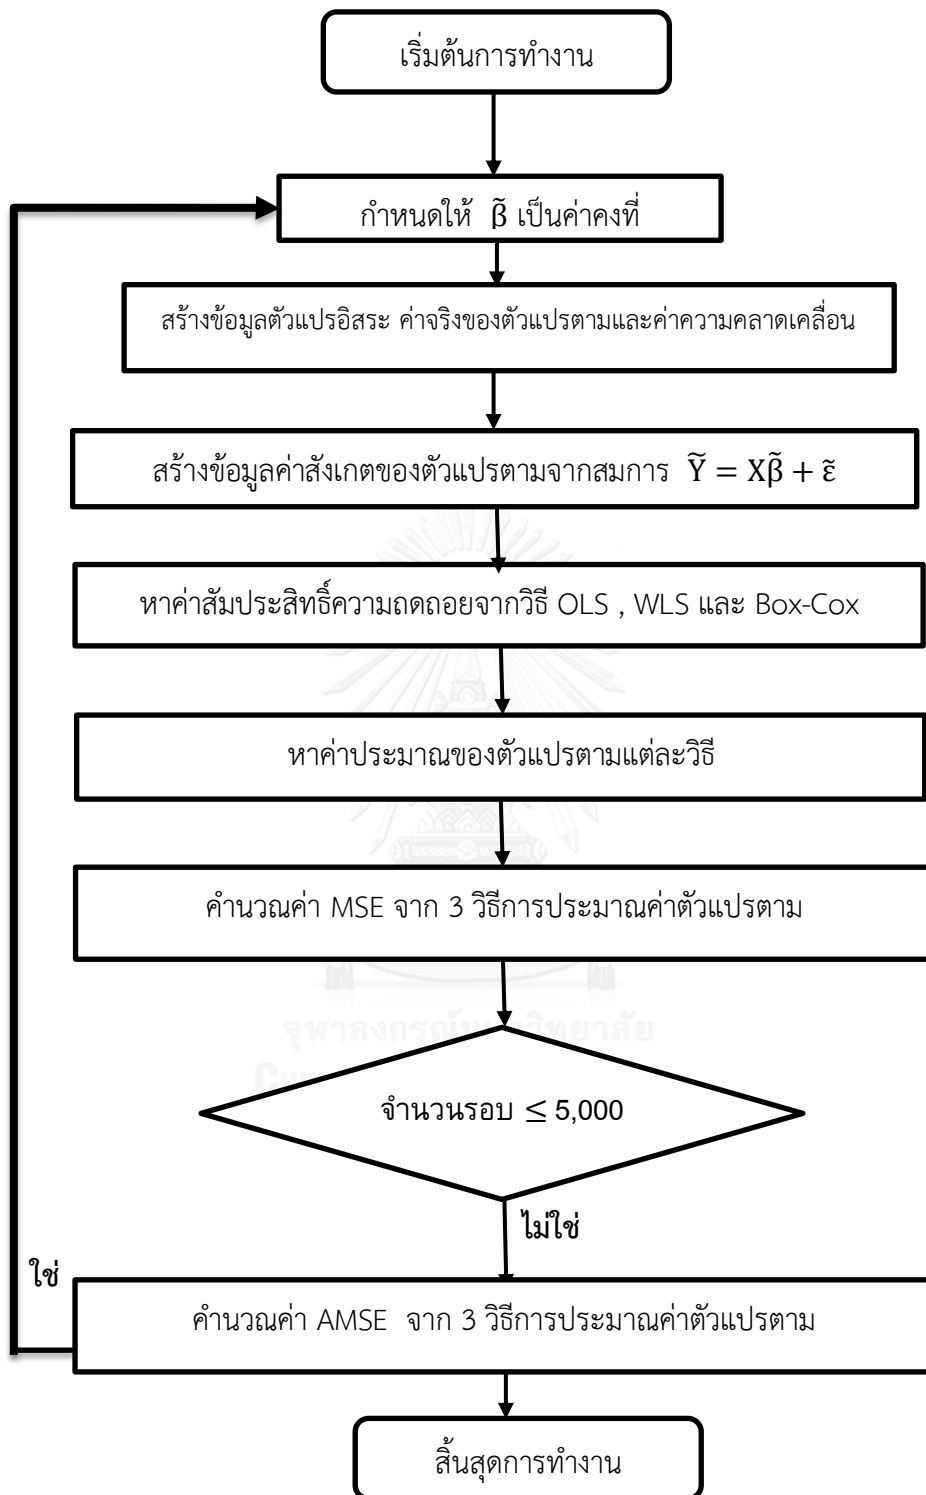 เริ่มต้นการทำงาน
กำหนดให้ β̃ เป็นค่าคงที่
สร้างข้อมูลตัวแปรอิสระ ค่าจริงของตัวแปรตามและค่าความคลาดเคลื่อน
สร้างข้อมูลค่าสังเกตของตัวแปรตามจากสมการ Ỹ = Xβ̃ + ε̃
หาค่าสัมประสิทธิ์ความถดถอยจากวิธี OLS , WLS และ Box-Cox
หาค่าประมาณของตัวแปรตามแต่ละวิธี
คำนวณค่า MSE จาก 3 วิธีการประมาณค่าตัวแปรตาม
จำนวนรอบ ≤ 5,000
ไม่ใช่
ใช่
คำนวณค่า AMSE จาก 3 วิธีการประมาณค่าตัวแปรตาม
สิ้นสุดการทำงาน